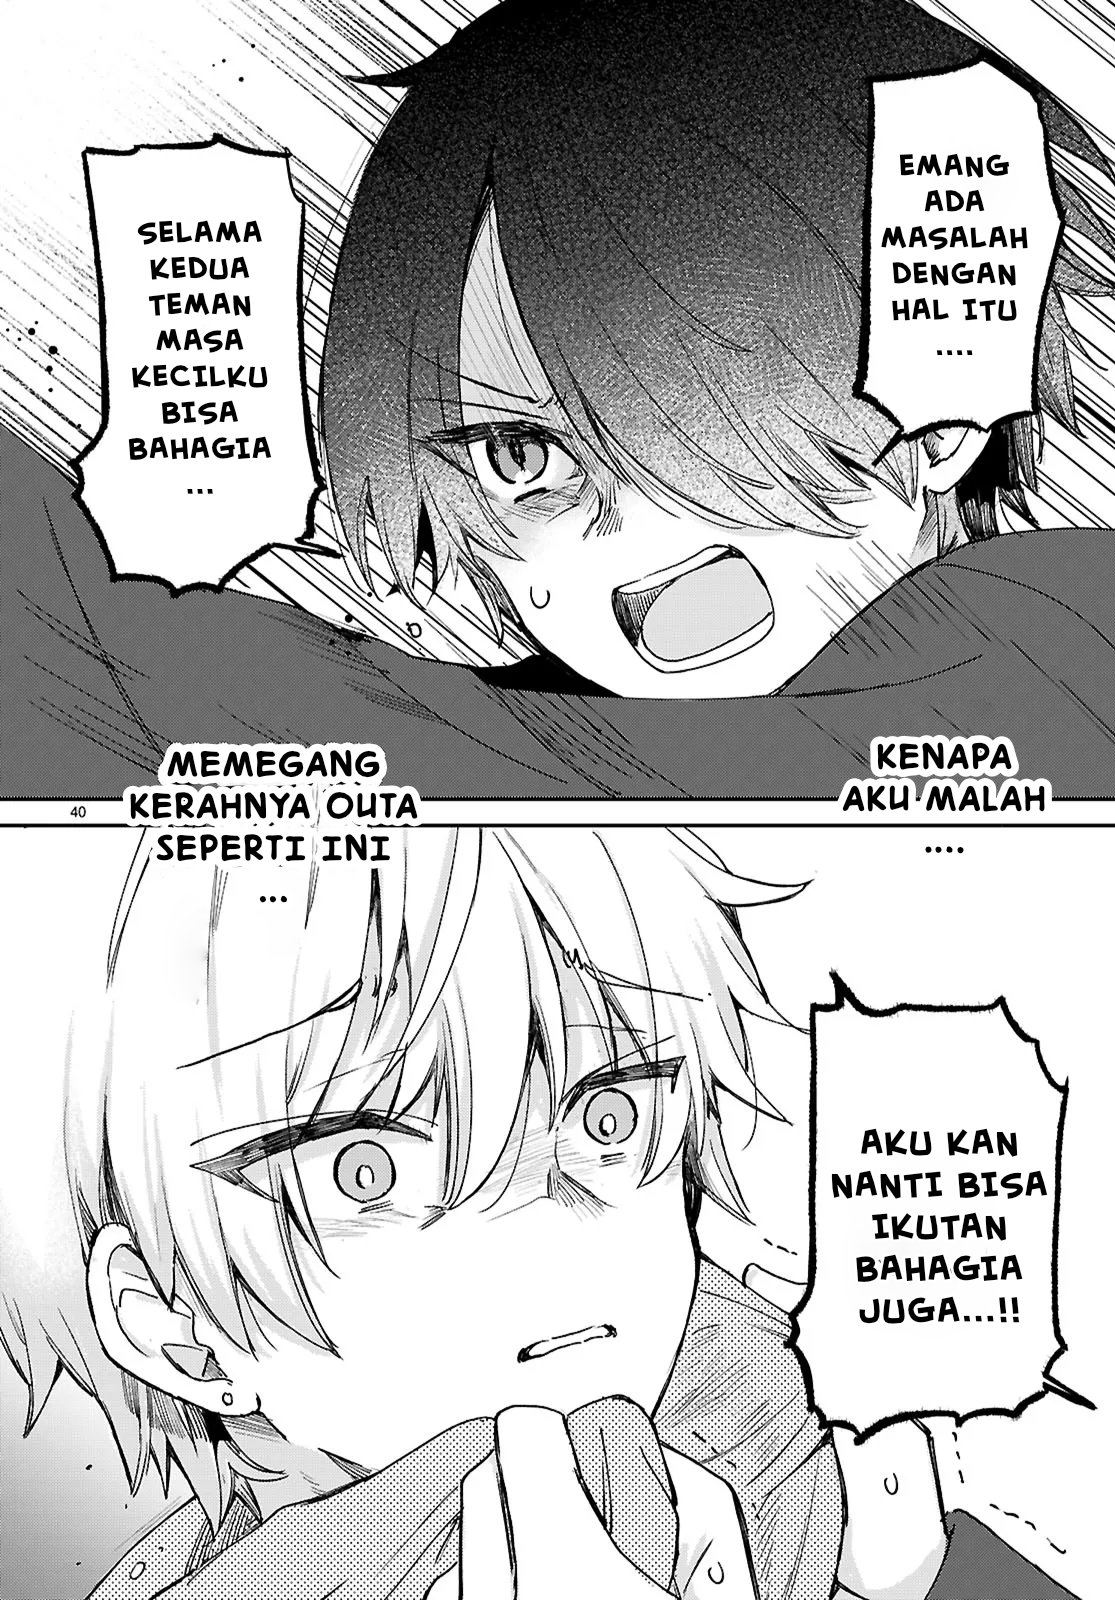 EMANG
ADA
MASALAH
DENGAN
HAL ITU
....
SELAMA
KEDUA
TEMAN
MASA
KECILKU
BISA
BAHAGIA
...
KENAPA
AKU MALAH
....
MEMEGANG
KERAHNYA OUTA
SEPERTI INI
...
40
AKU KAN
NANTI BISA
IKUTAN
BAHAGIA
JUGA...!!